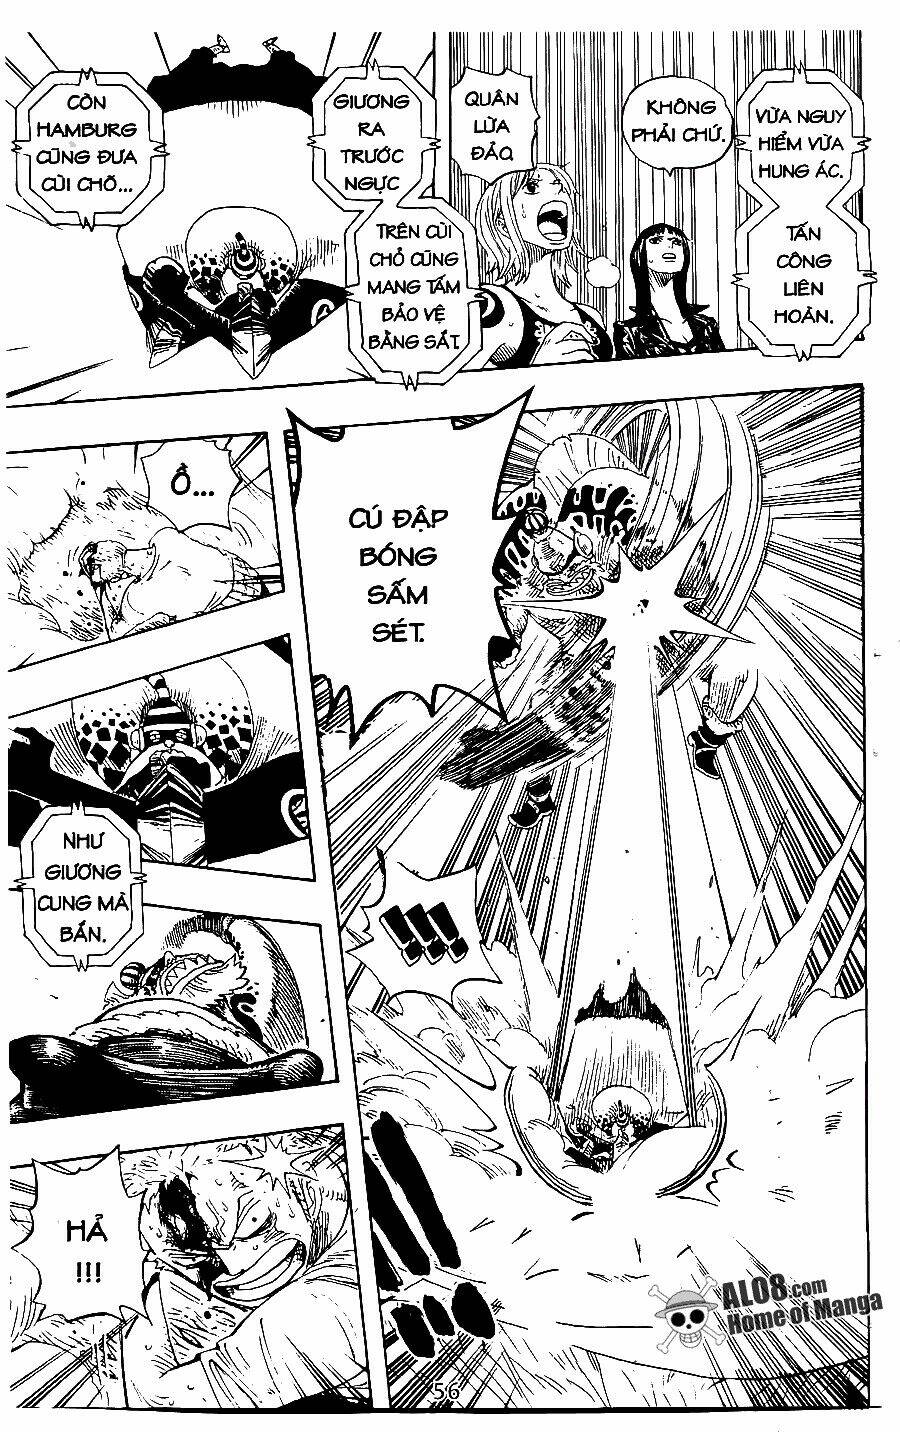 VỪA NGUY
HIỂM VỪA
HUNG ÁC.
TẤN
CÔNG
LIÊN
HOÀN.
KHÔNG
PHẢI CHỨ.
QUÂN
LỪA
ĐẢO.
GIƯƠNG
RA
TRƯỚC
NGỰC
TRÊN CÙI
CHỎ CŨNG
MANG TẤM
BẢO VỆ
BẰNG SẮT.
CÒN
HAMBURG
CŨNG ĐƯA
CÙI CHỎ...
CÚ ĐẬP
BÓNG
SẤM
SÉT.
Ồ...
NHƯ
GIƯƠNG
CUNG MÀ
BẮN.
!!!!
HẢ
!!!
!!!
56
ALO8.com
Home of Manga